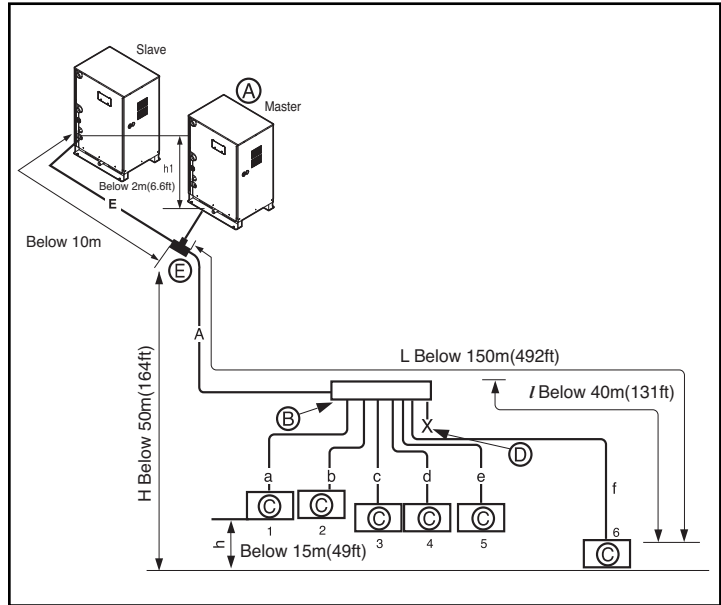 Slave
Ⓐ
Master
h1
Below 2m(6.6ft)
E
Below 10m
Ⓔ
A
H Below 50m(164ft)
L Below 150m(492ft)
l Below 40m(131ft)
Ⓑ
X
Ⓓ
a b c d e f
Ⓒ Ⓒ Ⓒ Ⓒ Ⓒ Ⓒ
1 2 3 4 5 6
h
Below 15m(49ft)